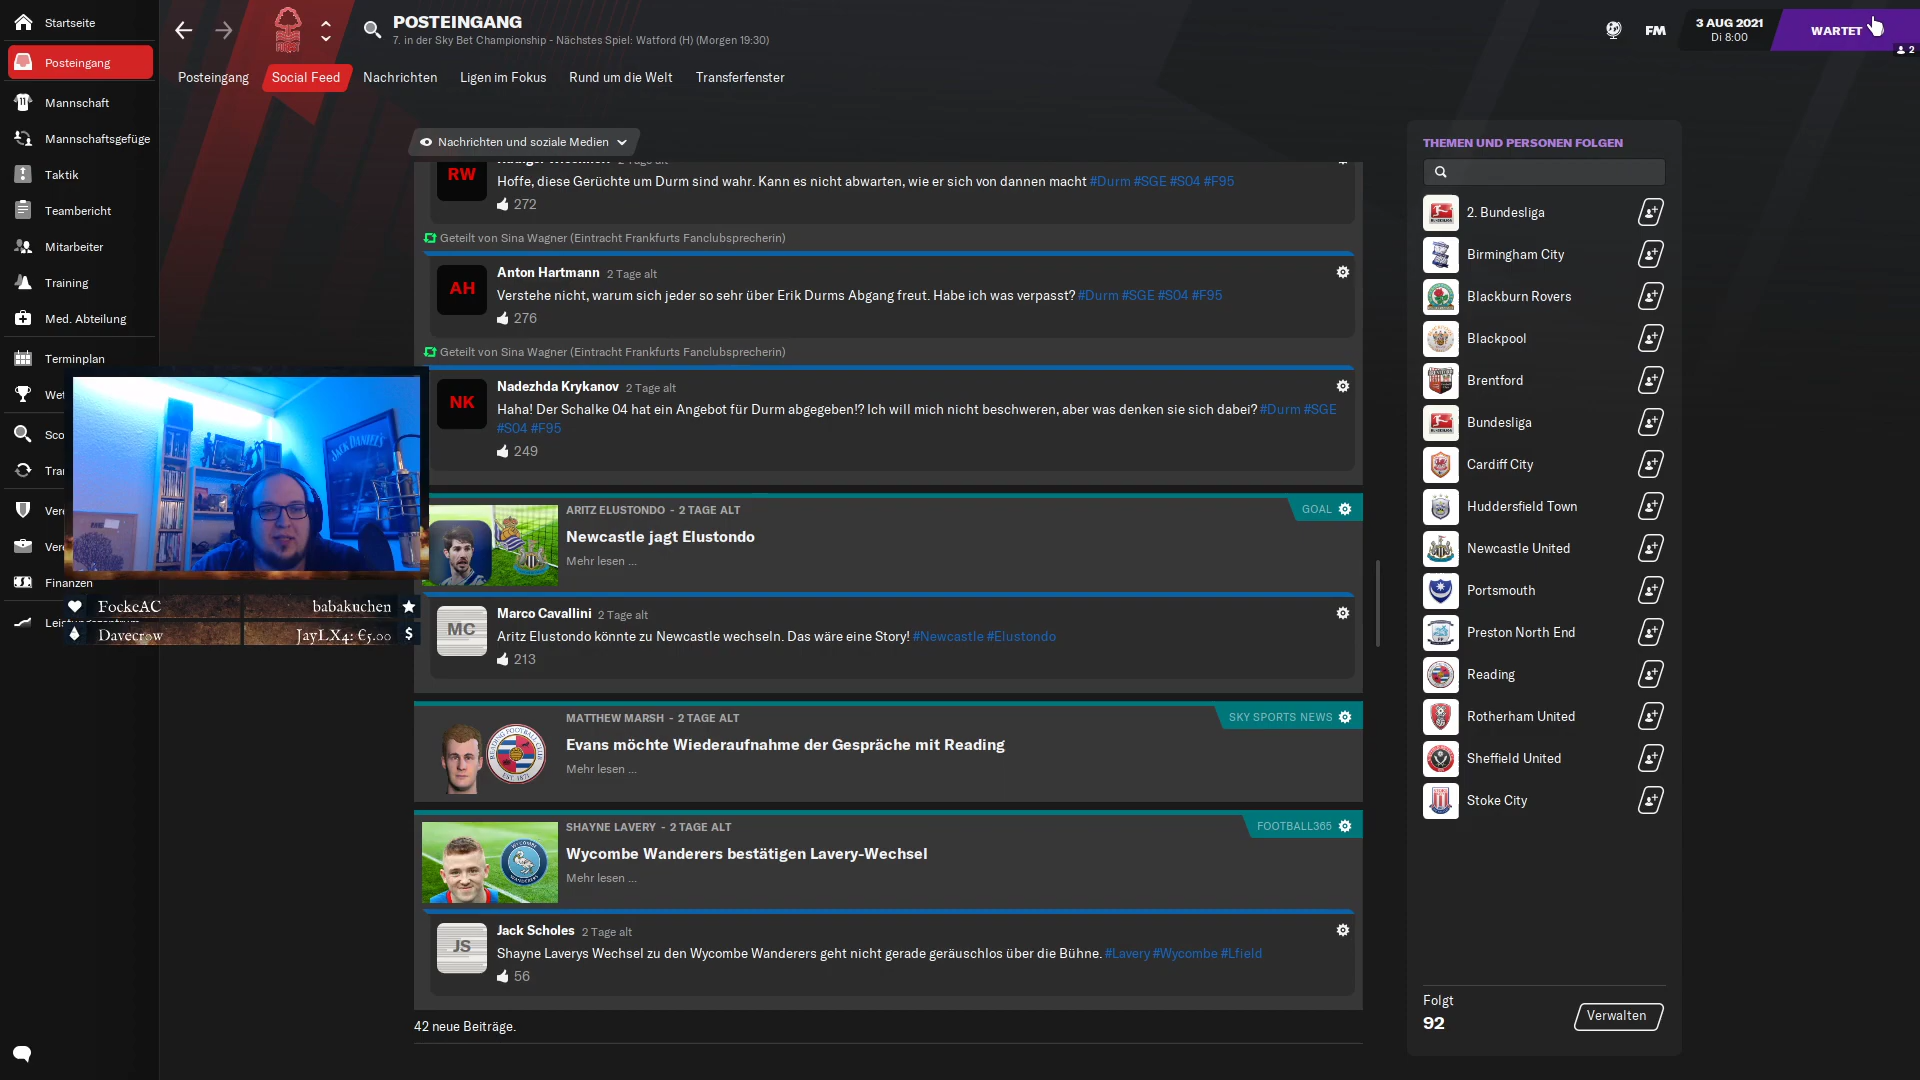 Startseite
Posteingang
Mannschaft
Mannschaftsgefüge
Taktik
Teambericht
Mitarbeiter
Training
Med. Abteilung
Terminplan
Finanzen
POSTEINGANG
7. in der Sky Bet Championship - Nächstes Spiel: Watford (H) (Morgen 19:30)
FM
3 AUG 2021
Di 8:00
WARTET
2
Posteingang
Social Feed
Nachrichten
Ligen im Fokus
Rund um die Welt
Transferfenster
Nachrichten und soziale Medien
RW
Hoffe, diese Gerüchte um Durm sind wahr. Kann es nicht abwarten, wie er sich von dannen macht #Durm #SGE #S04 #F95
272
Geteilt von Sina Wagner (Eintracht Frankfurts Fanclubsprecherin)
AH
Anton Hartmann 2 Tage alt
Verstehe nicht, warum sich jeder so sehr über Erik Durms Abgang freut. Habe ich was verpasst? #Durm #SGE #S04 #F95
276
Geteilt von Sina Wagner (Eintracht Frankfurts Fanclubsprecherin)
NK
Nadezhda Krykanov 2 Tage alt
Haha! Der Schalke 04 hat ein Angebot für Durm abgegeben!? Ich will mich nicht beschweren, aber was denken sie sich dabei? #Durm #SGE
#S04 #F95
249
ARITZ ELUSTONDO - 2 TAGE ALT
GOAL
Newcastle jagt Elustondo
Mehr lesen ...
MC
Marco Cavallini 2 Tage alt
Aritz Elustondo könnte zu Newcastle wechseln. Das wäre eine Story! #Newcastle #Elustondo
213
MATTHEW MARSH - 2 TAGE ALT
SKY SPORTS NEWS
Evans möchte Wiederaufnahme der Gespräche mit Reading
Mehr lesen ...
SHAYNE LAVERY - 2 TAGE ALT
FOOTBALL365
Wycombe Wanderers bestätigen Lavery-Wechsel
Mehr lesen ...
JS
Jack Scholes 2 Tage alt
Shayne Laverys Wechsel zu den Wycombe Wanderers geht nicht gerade geräuschlos über die Bühne. #Lavery #Wycombe #Lfield
56
42 neue Beiträge.
JACK DANIEL'S
FockeAC
babakuchen
Davecrow
JayLX4: €5.00
THEMEN UND PERSONEN FOLGEN
2. Bundesliga
Birmingham City
Blackburn Rovers
Blackpool
Brentford
Bundesliga
Cardiff City
Huddersfield Town
Newcastle United
Portsmouth
Preston North End
Reading
Rotherham United
Sheffield United
Stoke City
Folgt
92
Verwalten